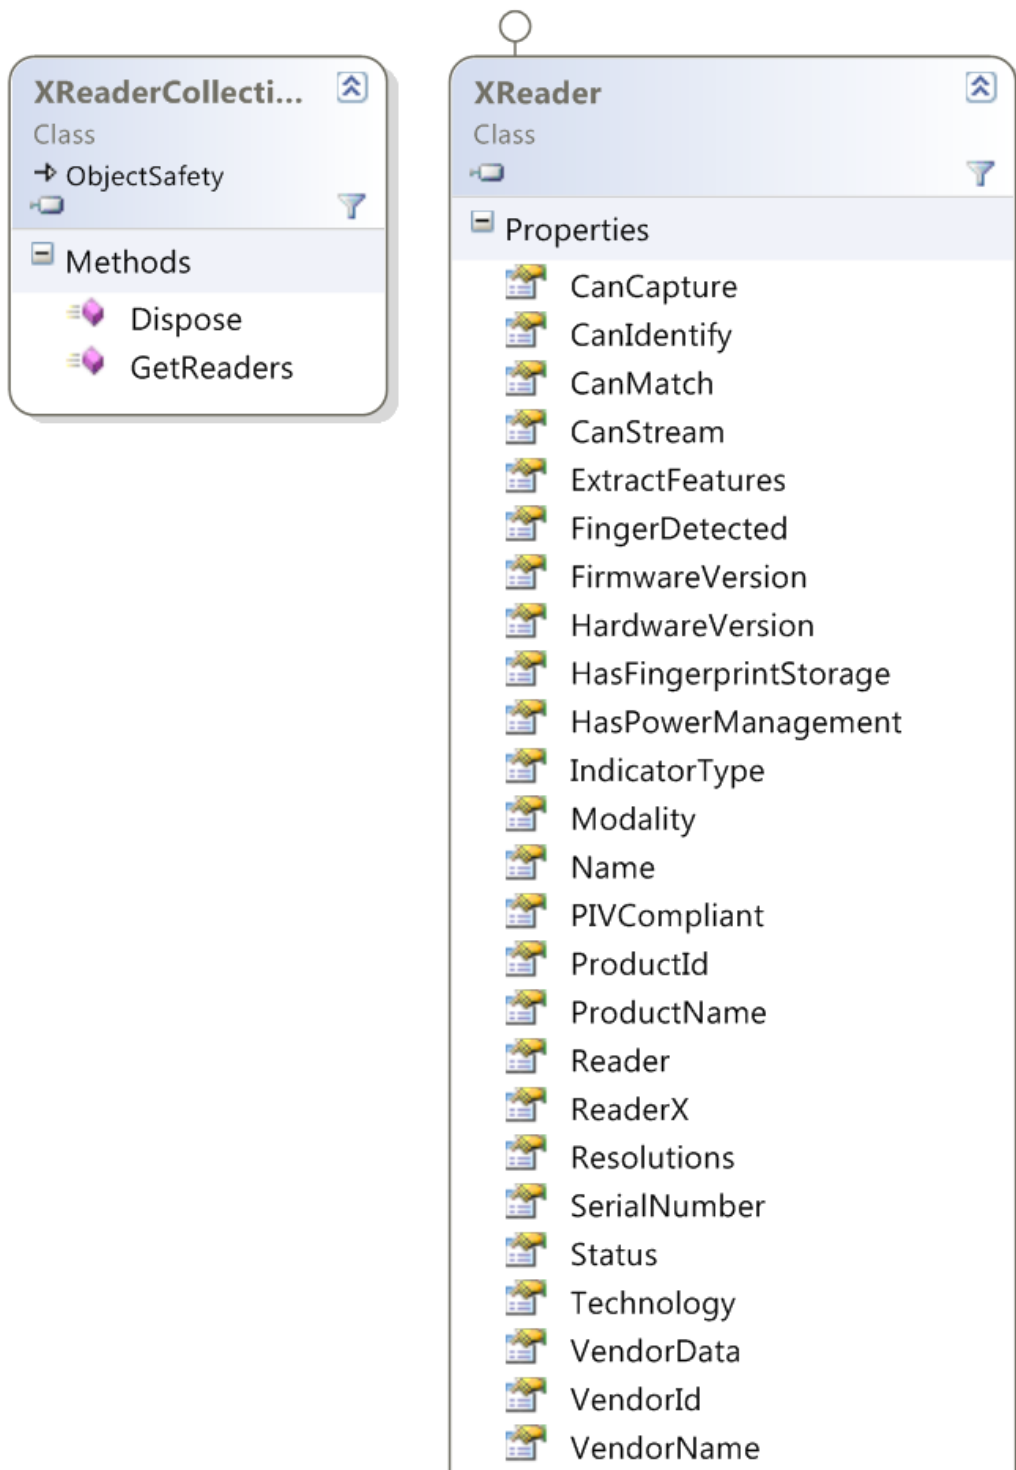 XReaderCollecti...
Class
ObjectSafety
Methods
Dispose
GetReaders
XReader
Class
Properties
CanCapture
CanIdentify
CanMatch
CanStream
ExtractFeatures
FingerDetected
FirmwareVersion
HardwareVersion
HasFingerprintStorage
HasPowerManagement
IndicatorType
Modality
Name
PIVCompliant
ProductId
ProductName
Reader
ReaderX
Resolutions
SerialNumber
Status
Technology
VendorData
VendorId
VendorName